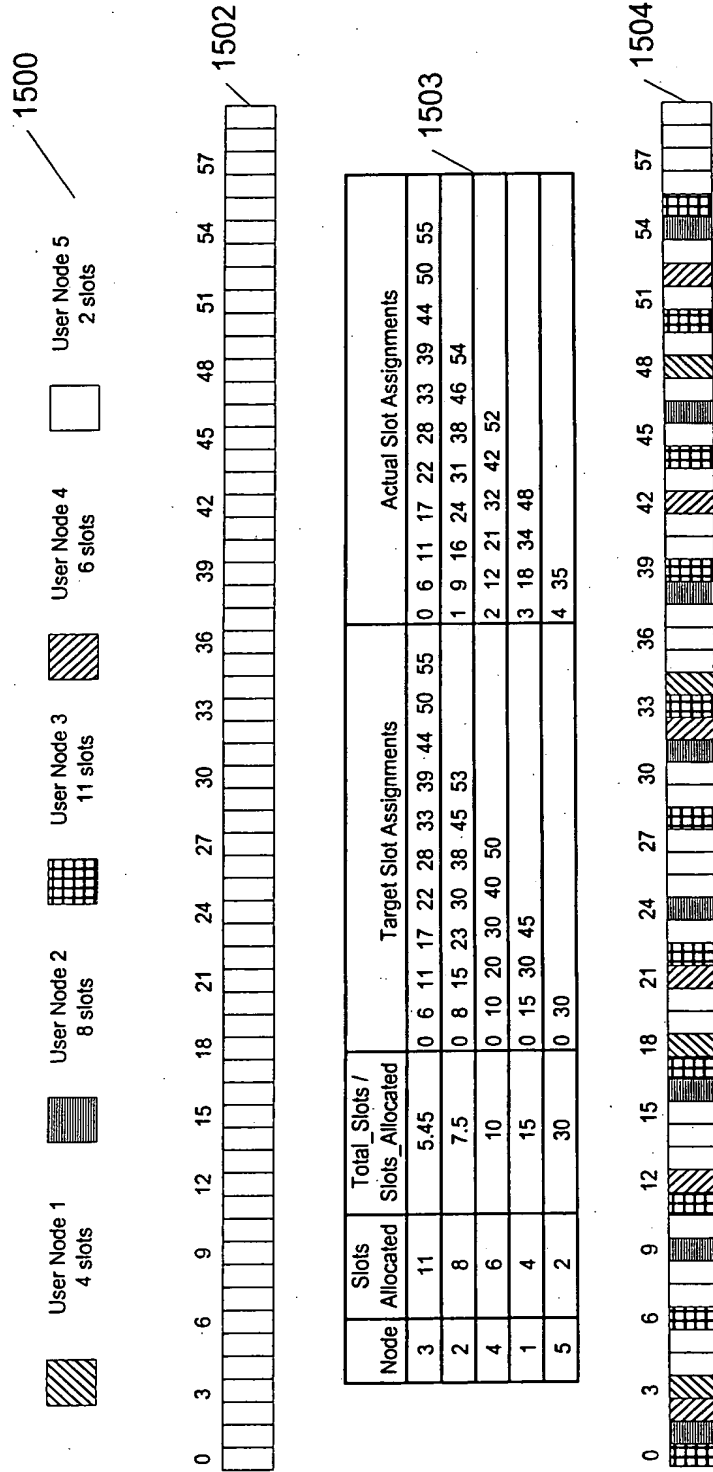 1500
User Node 1
4 slots
User Node 2
8 slots
User Node 3
11 slots
User Node 4
6 slots
User Node 5
2 slots
0 3 6 9 12 15 18 21 24 27 30 33 36 39 42 45 48 51 54 57
1502
1503
Node | Slots Allocated | Total_Slots / Slots_Allocated | Target Slot Assignments | Actual Slot Assignments
3 | 11 | 5.45 | 0 6 11 17 22 28 33 39 44 50 55 | 0 6 11 17 22 28 33 39 44 50 55
2 | 8 | 7.5 | 0 8 15 23 30 38 45 53 | 1 9 16 24 31 38 46 54
4 | 6 | 10 | 0 10 20 30 40 50 | 2 12 21 32 42 52
1 | 4 | 15 | 0 15 30 45 | 3 18 34 48
5 | 2 | 30 | 0 30 | 4 35
0 3 6 9 12 15 18 21 24 27 30 33 36 39 42 45 48 51 54 57
1504